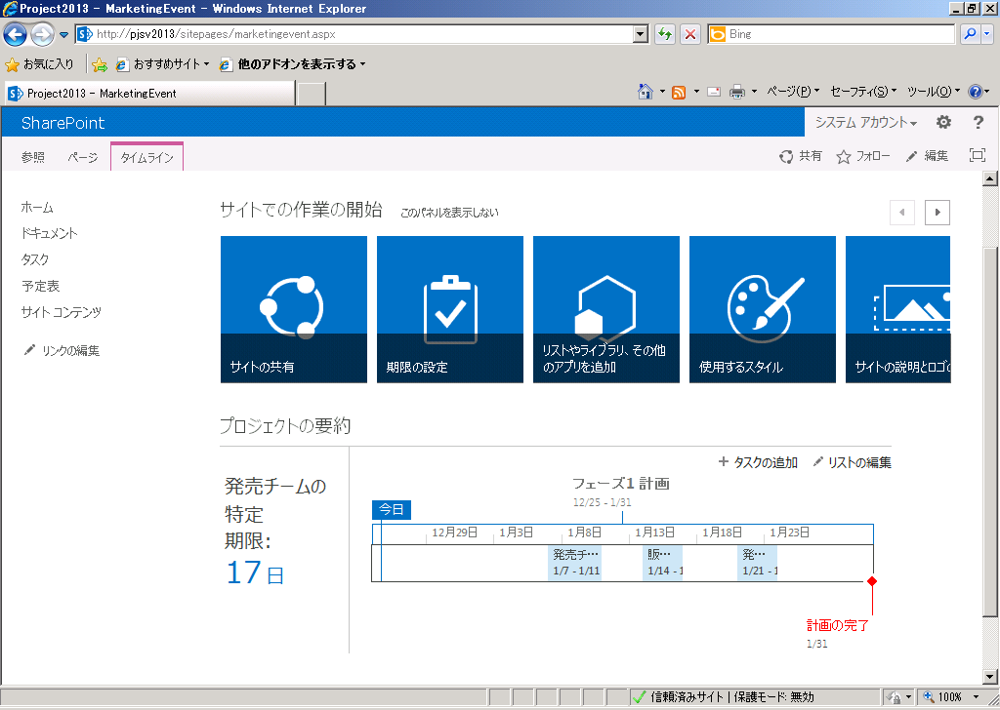 Project2013 - MarketingEvent - Windows Internet Explorer
http://pjsv2013/sitepages/marketingevent.aspx
Bing
お気に入り おすすめサイト 他のアドオンを表示する
Project2013 - MarketingEvent ページ(P) セーフティ(S) ツール(O)
SharePoint システム アカウント ?
参照 ページ タイムライン 共有 フォロー 編集
ホーム
ドキュメント
タスク
予定表
サイト コンテンツ
リンクの編集
サイトでの作業の開始 このパネルを表示しない
サイトの共有
期限の設定
リストやライブラリ、その他
のアプリを追加
使用するスタイル
サイトの説明とロゴの
プロジェクトの要約
+ タスクの追加 リストの編集
発売チームの
特定
期限:
17 日
フェーズ1 計画
12/25 - 1/31
今日
12月29日 1月3日 1月8日 1月13日 1月18日 1月23日
発売チ… 販… 発…
1/7 - 1/11 1/14 - 1 1/21 - 1
計画の完了
1/31
信頼済みサイト | 保護モード: 無効 100%